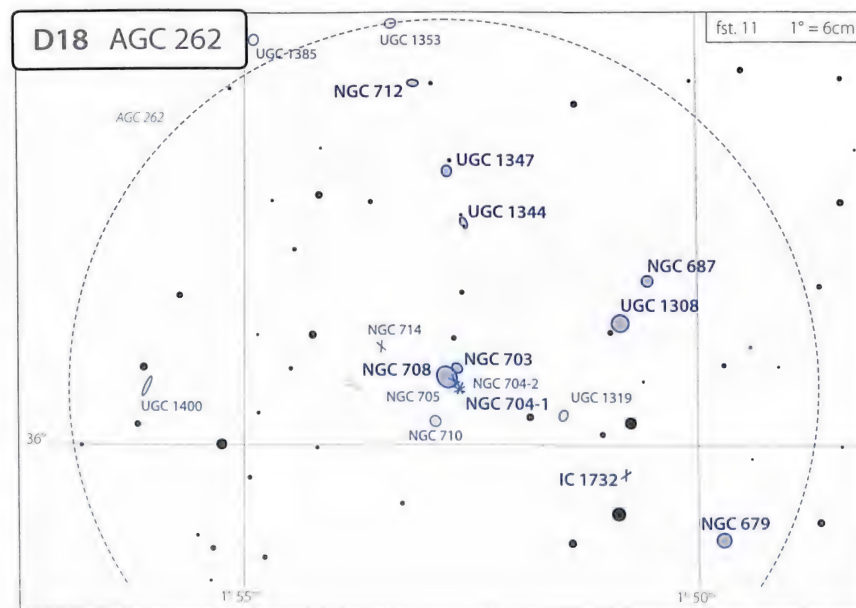 D18 AGC 262
fst. 11 1° = 6cm
UGC 1385
UGC 1353
NGC 712
AGC 262
UGC 1347
UGC 1344
NGC 687
UGC 1308
NGC 714
NGC 703
NGC 708
NGC 704-2
NGC 705
NGC 704-1
UGC 1400
UGC 1319
NGC 710
36°
IC 1732
NGC 679
1ʰ 55ᵐ
1ʰ 50ᵐ